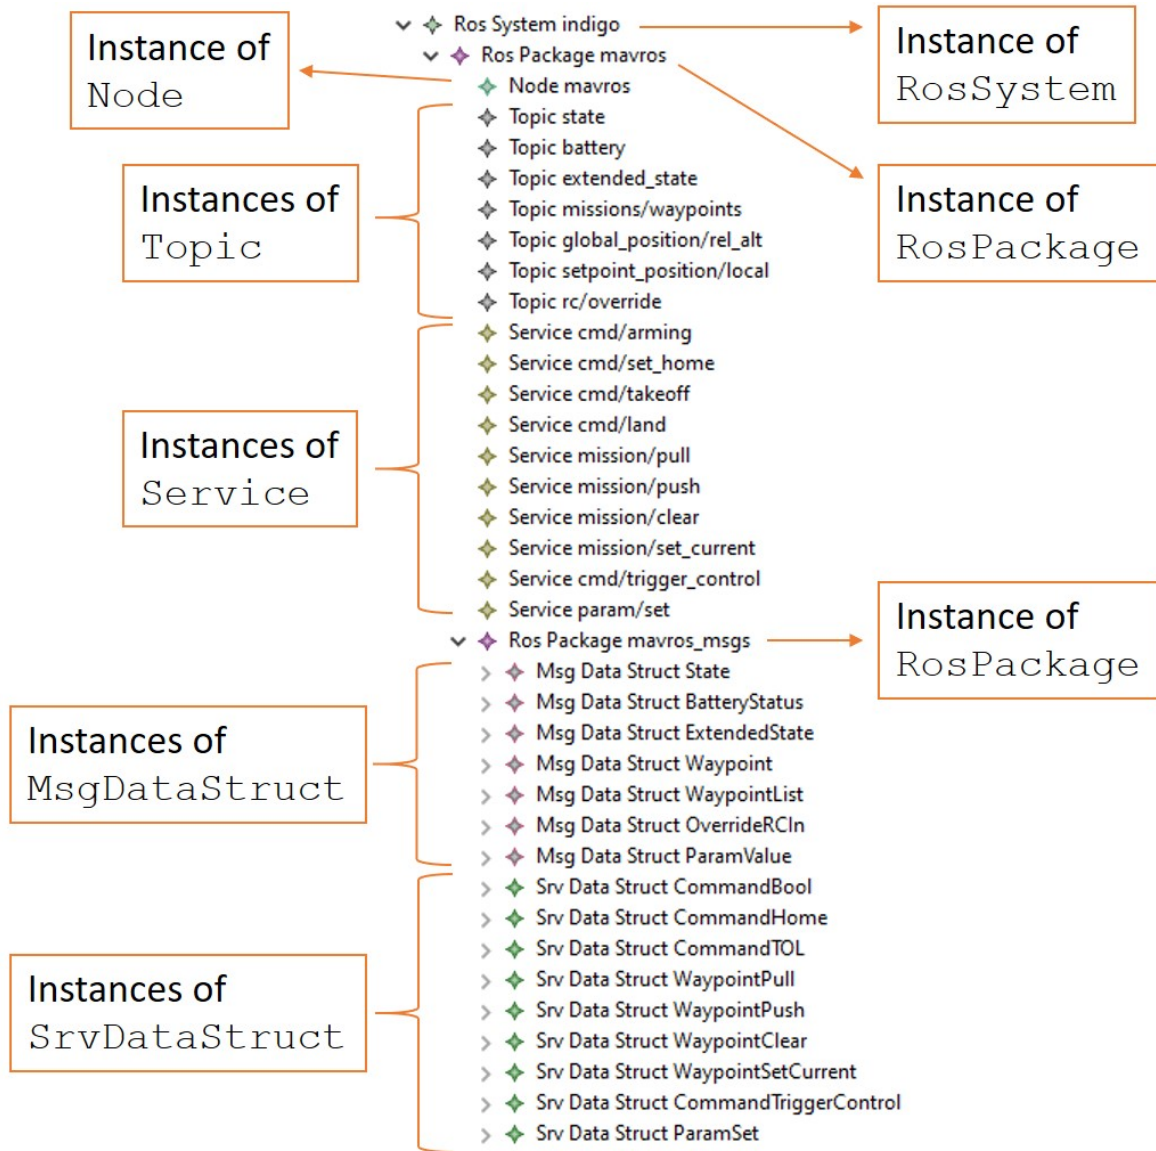 Ros System indigo
Ros Package mavros
Node mavros
Topic state
Topic battery
Topic extended_state
Topic missions/waypoints
Topic global_position/rel_alt
Topic setpoint_position/local
Topic rc/override
Service cmd/arming
Service cmd/set_home
Service cmd/takeoff
Service cmd/land
Service mission/pull
Service mission/push
Service mission/clear
Service mission/set_current
Service cmd/trigger_control
Service param/set
Ros Package mavros_msgs
Msg Data Struct State
Msg Data Struct BatteryStatus
Msg Data Struct ExtendedState
Msg Data Struct Waypoint
Msg Data Struct WaypointList
Msg Data Struct OverrideRCIn
Msg Data Struct ParamValue
Srv Data Struct CommandBool
Srv Data Struct CommandHome
Srv Data Struct CommandTOL
Srv Data Struct WaypointPull
Srv Data Struct WaypointPush
Srv Data Struct WaypointClear
Srv Data Struct WaypointSetCurrent
Srv Data Struct CommandTriggerControl
Srv Data Struct ParamSet
Instance of
Node
Instances of
Topic
Instances of
Service
Instances of
MsgDataStruct
Instances of
SrvDataStruct
Instance of
RosSystem
Instance of
RosPackage
Instance of
RosPackage